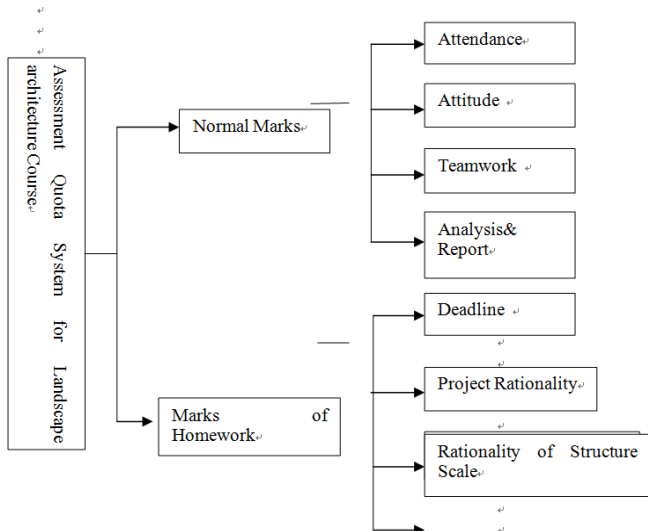 Assessment Quota System for Landscape
architecture Course
Normal Marks
Marks of
Homework
Attendance
Attitude
Teamwork
Analysis&
Report
Deadline
Project Rationality
Rationality of Structure
Scale